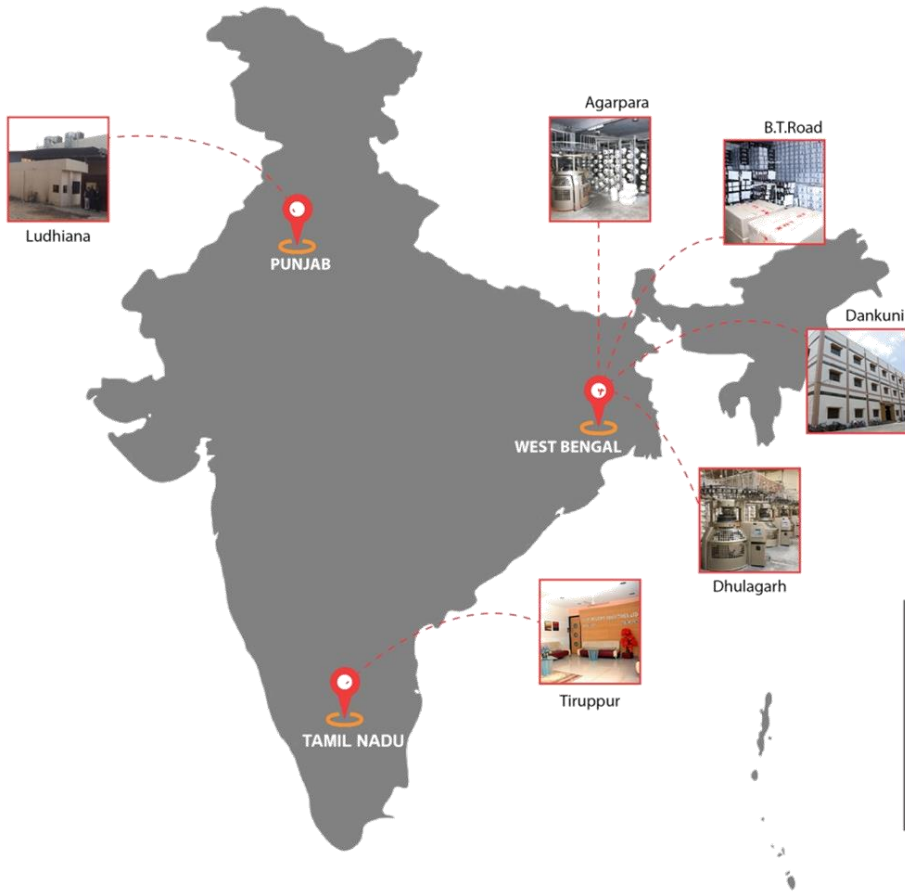 Agarpara
B.T.Road
Ludhiana
PUNJAB
Dankuni
WEST BENGAL
Dhulagarh
Tiruppur
TAMIL NADU